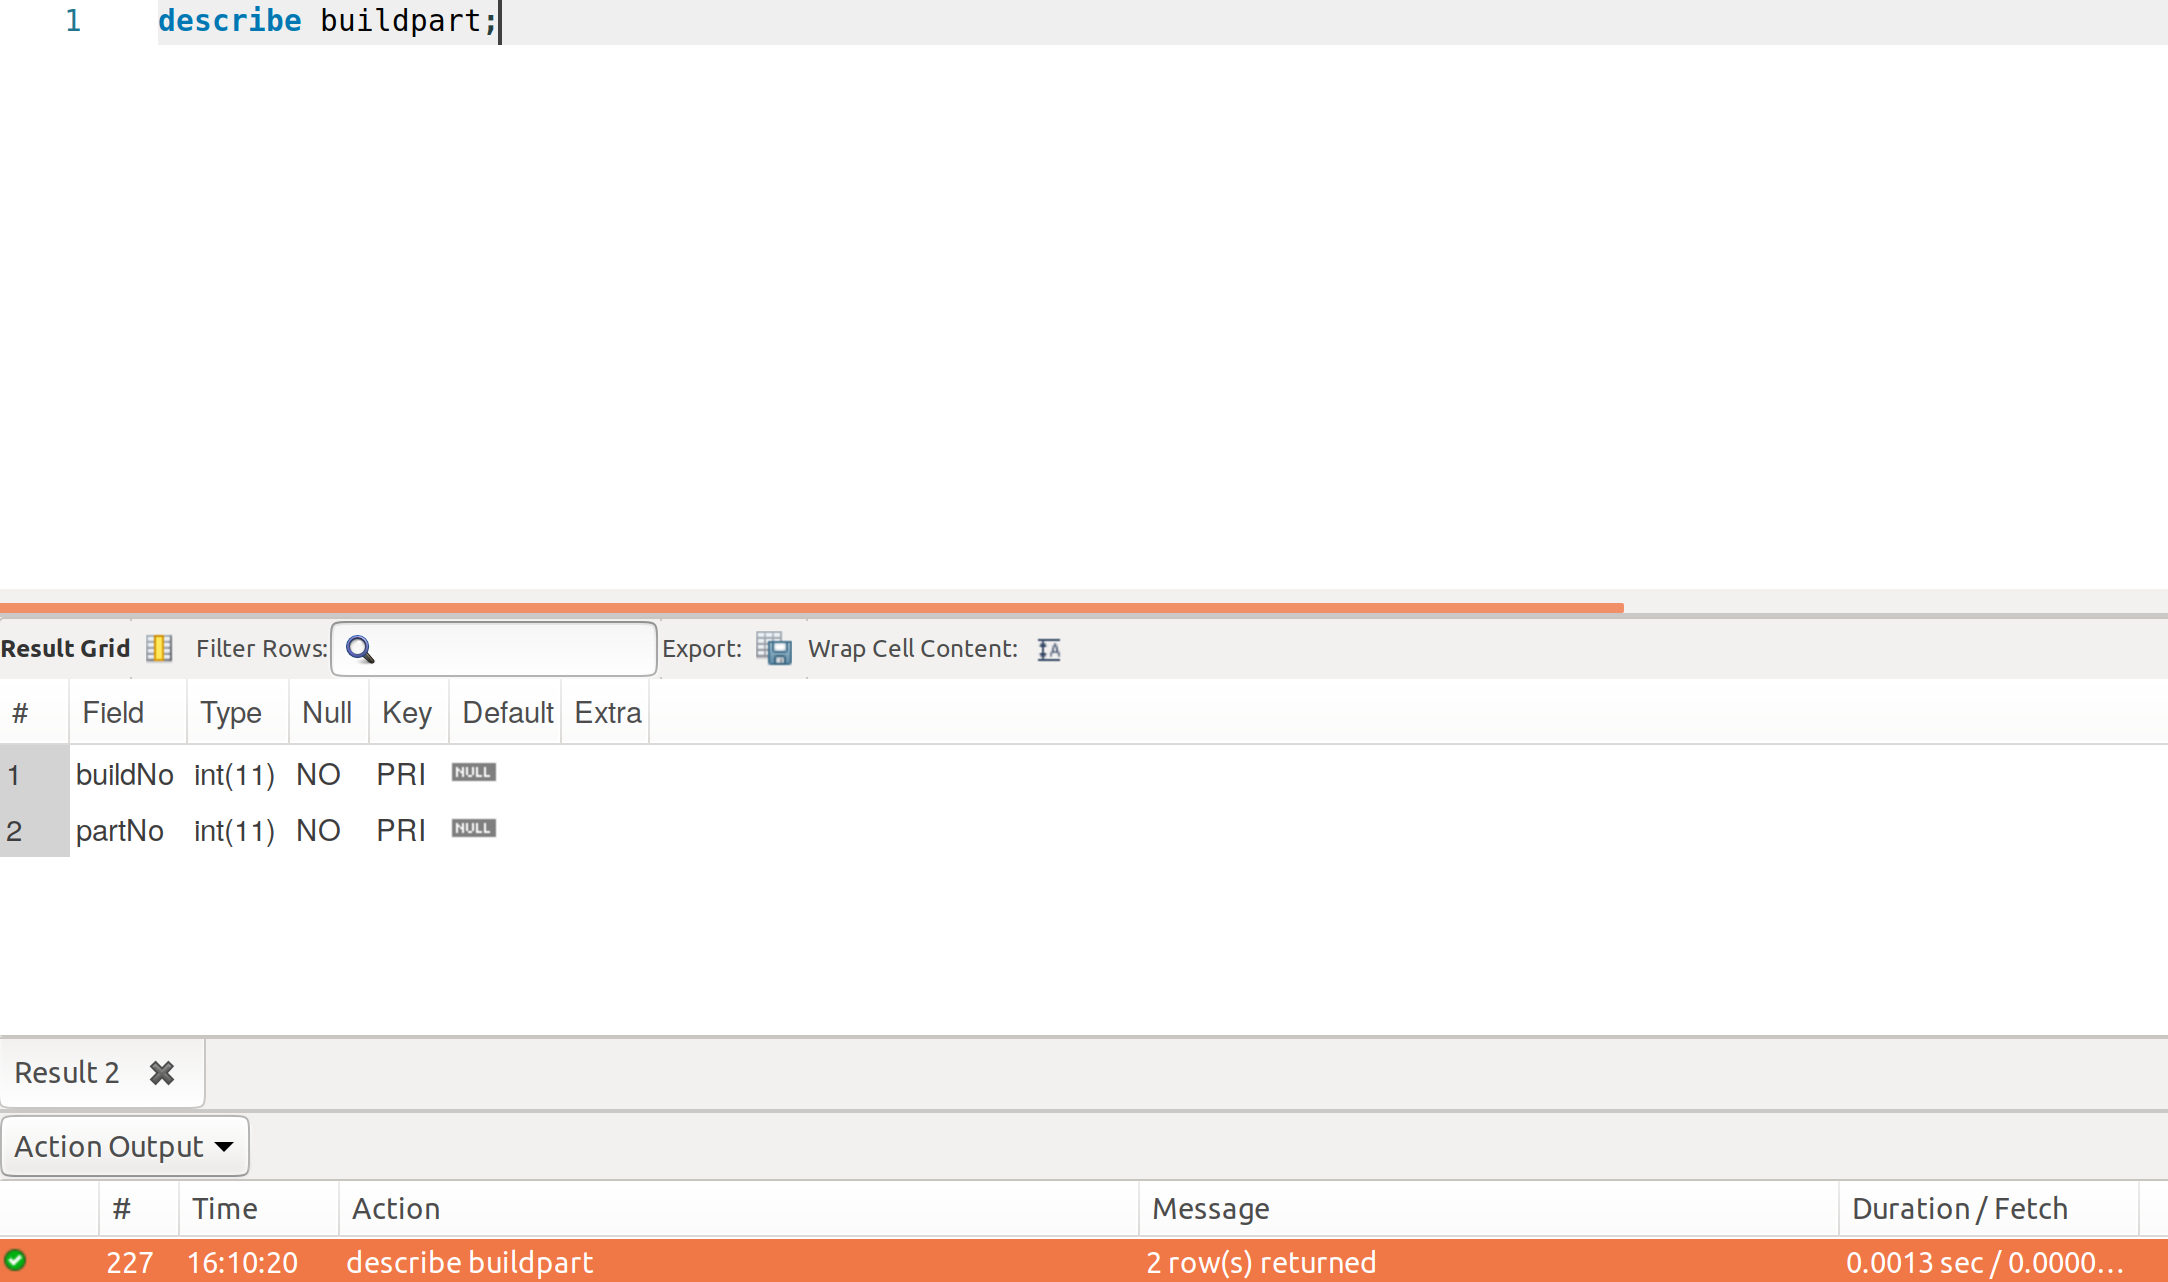 1 describe buildpart;
Result Grid Filter Rows: Export: Wrap Cell Content:
# Field Type Null Key Default Extra
1 buildNo int(11) NO PRI NULL
2 partNo int(11) NO PRI NULL
Result 2
Action Output
# Time Action Message Duration / Fetch
227 16:10:20 describe buildpart 2 row(s) returned 0.0013 sec / 0.0000...